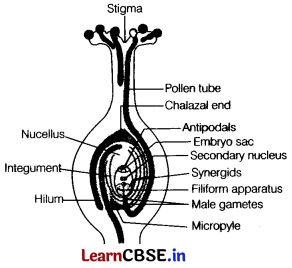 Stigma
Pollen tube
Chalazal end
Antipodals
Nucellus
Embryo sac
Secondary nucleus
Integument
Synergids
Filiform apparatus
Hilum
Male gametes
Micropyle
LearnCBSE.in